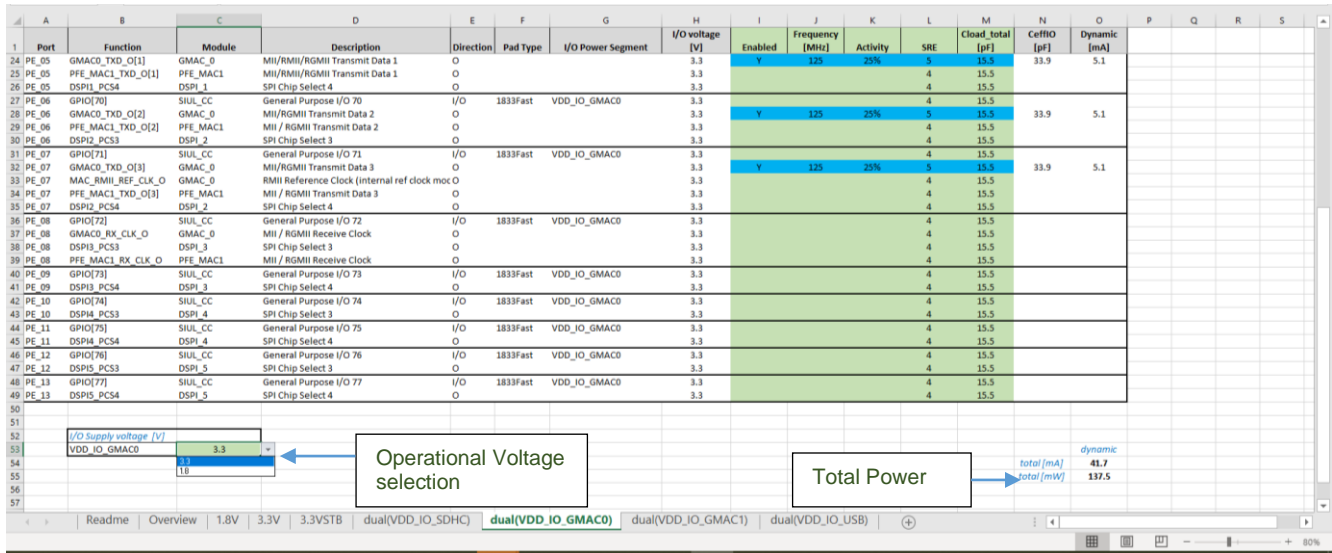 A B C D E F G H I J K L M N O P Q R S
1 Port Function Module Description Direction Pad Type I/O Power Segment I/O voltage [V] Enabled Frequency [MHz] Activity SRE Cload_total [pF] CeffIO [pF] Dynamic [mA]
24 PE_05 GMAC0_TXD_O[1] GMAC_0 MII/RMII/RGMII Transmit Data 1 O 3.3 Y 125 25% 5 15.5 33.9 5.1
25 PE_05 PFE_MAC1_TXD_O[1] PFE_MAC1 MII / RMII/RGMII Transmit Data 1 O 3.3 4 15.5
26 PE_05 DSPI1_PCS4 DSPI_1 SPI Chip Select 4 O 3.3 4 15.5
27 PE_06 GPIO[70] SIUL_CC General Purpose I/O 70 I/O 1833Fast VDD_IO_GMAC0 3.3 4 15.5
28 PE_06 GMAC0_TXD_O[2] GMAC_0 MII/RGMII Transmit Data 2 O 3.3 Y 125 25% 5 15.5 33.9 5.1
29 PE_06 PFE_MAC1_TXD_O[2] PFE_MAC1 MII / RGMII Transmit Data 2 O 3.3 4 15.5
30 PE_06 DSPI2_PCS3 DSPI_2 SPI Chip Select 3 O 3.3 4 15.5
31 PE_07 GPIO[71] SIUL_CC General Purpose I/O 71 I/O 1833Fast VDD_IO_GMAC0 3.3 4 15.5
32 PE_07 GMAC0_TXD_O[3] GMAC_0 MII/RGMII Transmit Data 3 O 3.3 Y 125 25% 5 15.5 33.9 5.1
33 PE_07 MAC_RMII_REF_CLK_O GMAC_0 RMII Reference Clock (internal ref clock moc O 3.3 4 15.5
34 PE_07 PFE_MAC1_TXD_O[3] PFE_MAC1 MII / RGMII Transmit Data 3 O 3.3 4 15.5
35 PE_07 DSPI2_PCS4 DSPI_2 SPI Chip Select 4 O 3.3 4 15.5
36 PE_08 GPIO[72] SIUL_CC General Purpose I/O 72 I/O 1833Fast VDD_IO_GMAC0 3.3 4 15.5
37 PE_08 GMAC0_RX_CLK_O GMAC_0 MII / RGMII Receive Clock O 3.3 4 15.5
38 PE_08 DSPI3_PCS3 DSPI_3 SPI Chip Select 3 O 3.3 4 15.5
39 PE_08 PFE_MAC1_RX_CLK_O PFE_MAC1 MII / RGMII Receive Clock O 3.3 4 15.5
40 PE_09 GPIO[73] SIUL_CC General Purpose I/O 73 I/O 1833Fast VDD_IO_GMAC0 3.3 4 15.5
41 PE_09 DSPI3_PCS4 DSPI_3 SPI Chip Select 4 O 3.3 4 15.5
42 PE_10 GPIO[74] SIUL_CC General Purpose I/O 74 I/O 1833Fast VDD_IO_GMAC0 3.3 4 15.5
43 PE_10 DSPI4_PCS3 DSPI_4 SPI Chip Select 3 O 3.3 4 15.5
44 PE_11 GPIO[75] SIUL_CC General Purpose I/O 75 I/O 1833Fast VDD_IO_GMAC0 3.3 4 15.5
45 PE_11 DSPI4_PCS4 DSPI_4 SPI Chip Select 4 O 3.3 4 15.5
46 PE_12 GPIO[76] SIUL_CC General Purpose I/O 76 I/O 1833Fast VDD_IO_GMAC0 3.3 4 15.5
47 PE_12 DSPI5_PCS3 DSPI_5 SPI Chip Select 3 O 3.3 4 15.5
48 PE_13 GPIO[77] SIUL_CC General Purpose I/O 77 I/O 1833Fast VDD_IO_GMAC0 3.3 4 15.5
49 PE_13 DSPI5_PCS4 DSPI_5 SPI Chip Select 4 O 3.3 4 15.5
50
51
52 I/O Supply voltage [V]
53 VDD_IO_GMAC0 3.3 dynamic
54 3.3 total [mA] 41.7
55 1.8 total [mW] 137.5
56
57
Operational Voltage
selection
Total Power
Readme Overview 1.8V 3.3V 3.3VSTB dual(VDD_IO_SDHC) dual(VDD_IO_GMAC0) dual(VDD_IO_GMAC1) dual(VDD_IO_USB)
80%